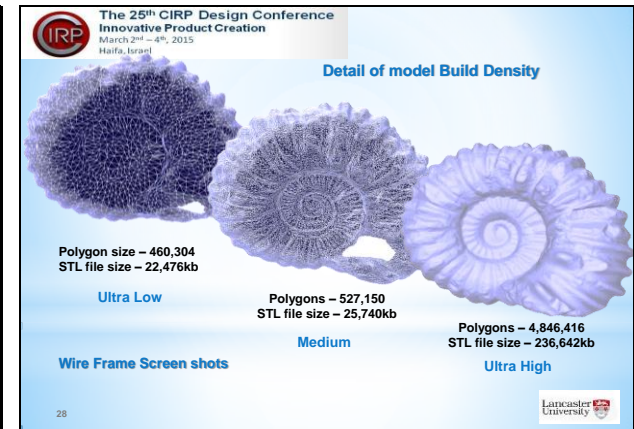 The 25th CIRP Design Conference
Innovative Product Creation
March 2nd – 4th, 2015
Haifa, Israel
CIRP
Detail of model Build Density
Polygon size – 460,304
STL file size – 22,476kb
Ultra Low
Polygons – 527,150
STL file size – 25,740kb
Medium
Polygons – 4,846,416
STL file size – 236,642kb
Ultra High
Wire Frame Screen shots
28
Lancaster
University